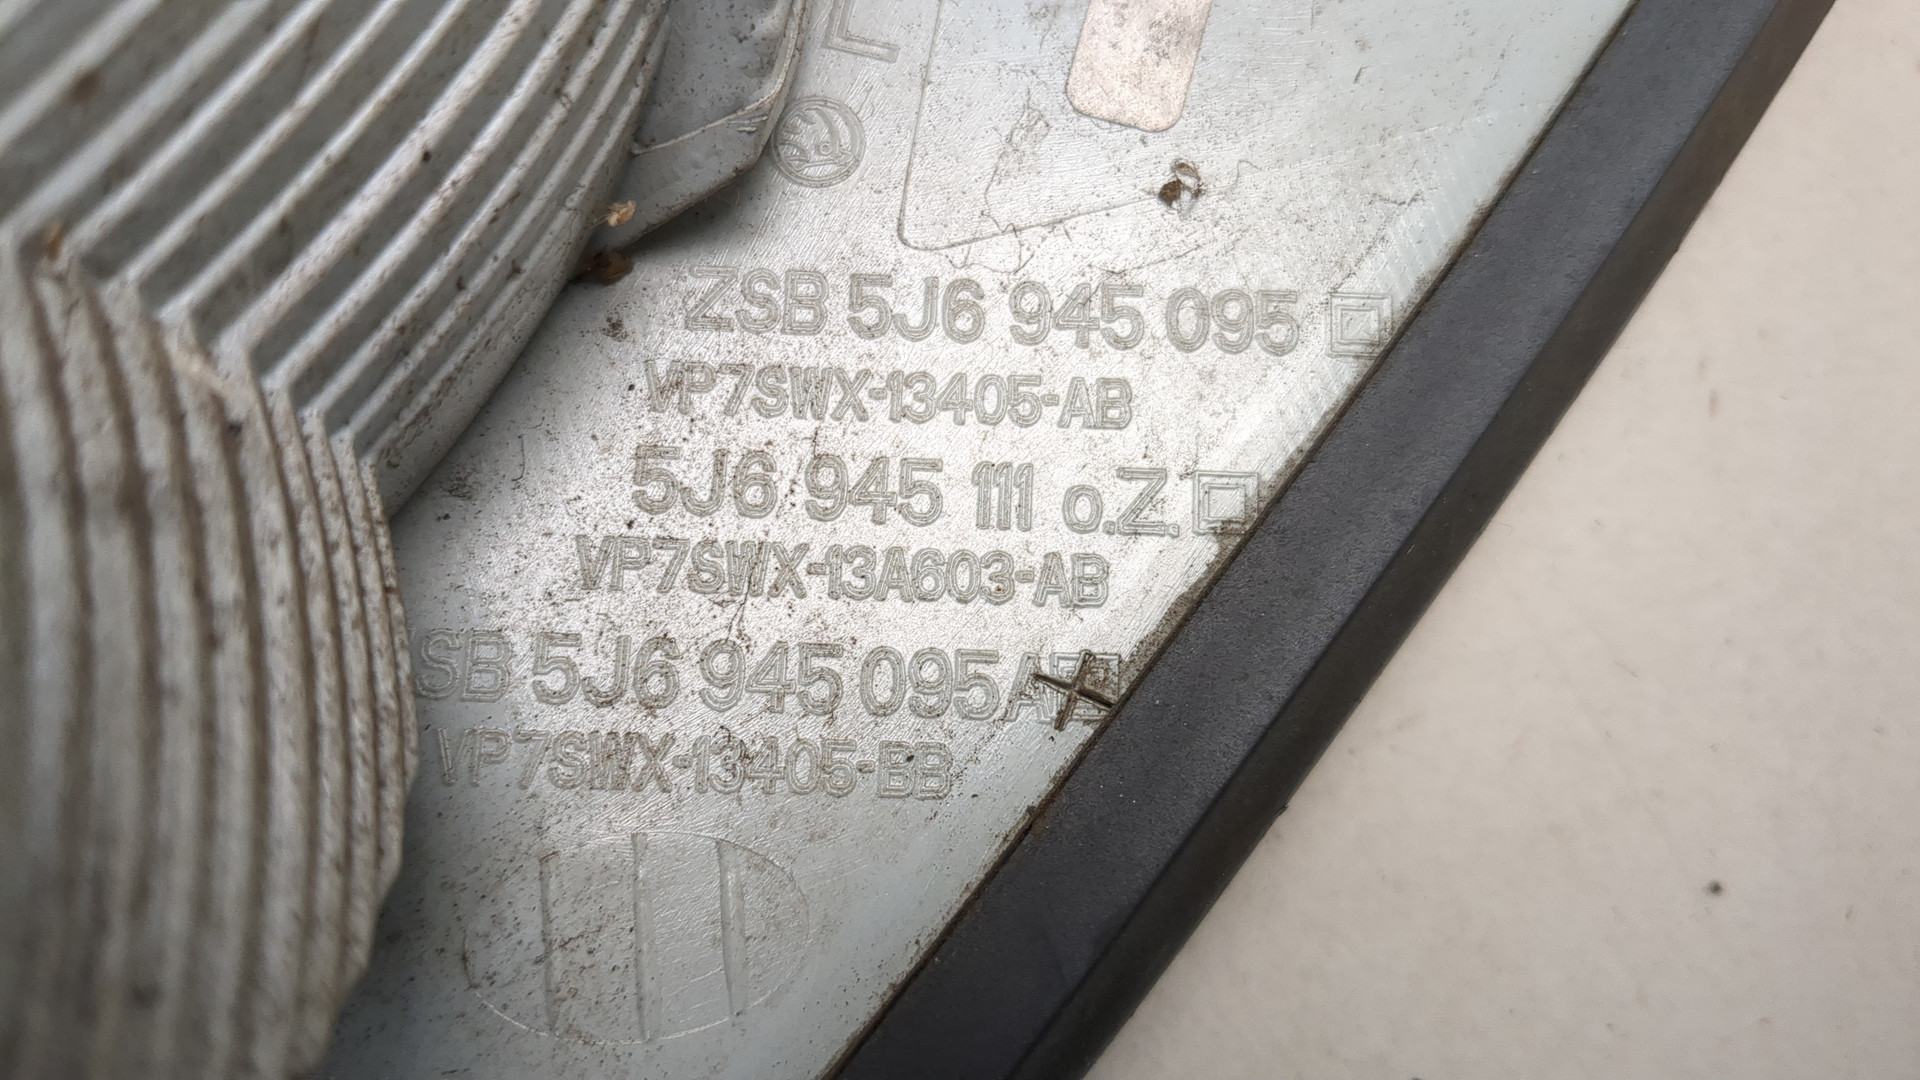 L
ZSB 5J6 945 095
VP7SWX-13405-AB
5J6 945 111 o.Z.
VP7SWX-13A603-AB
SB 5J6 945 095A
VP7SWX-13405-BB